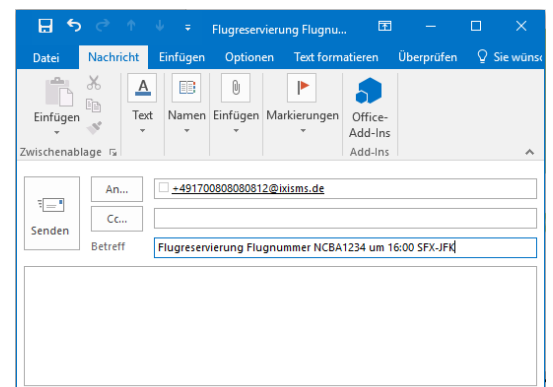 Flugreservierung Flugnu...
Datei Nachricht Einfügen Optionen Text formatieren Überprüfen Sie wünsc
Einfügen Text Namen Einfügen Markierungen Office-
Add-Ins
Zwischenablage Add-Ins
An... +491700808080812@ixisms.de
Senden Cc...
Betreff Flugreservierung Flugnummer NCBA1234 um 16:00 SFX-JFK